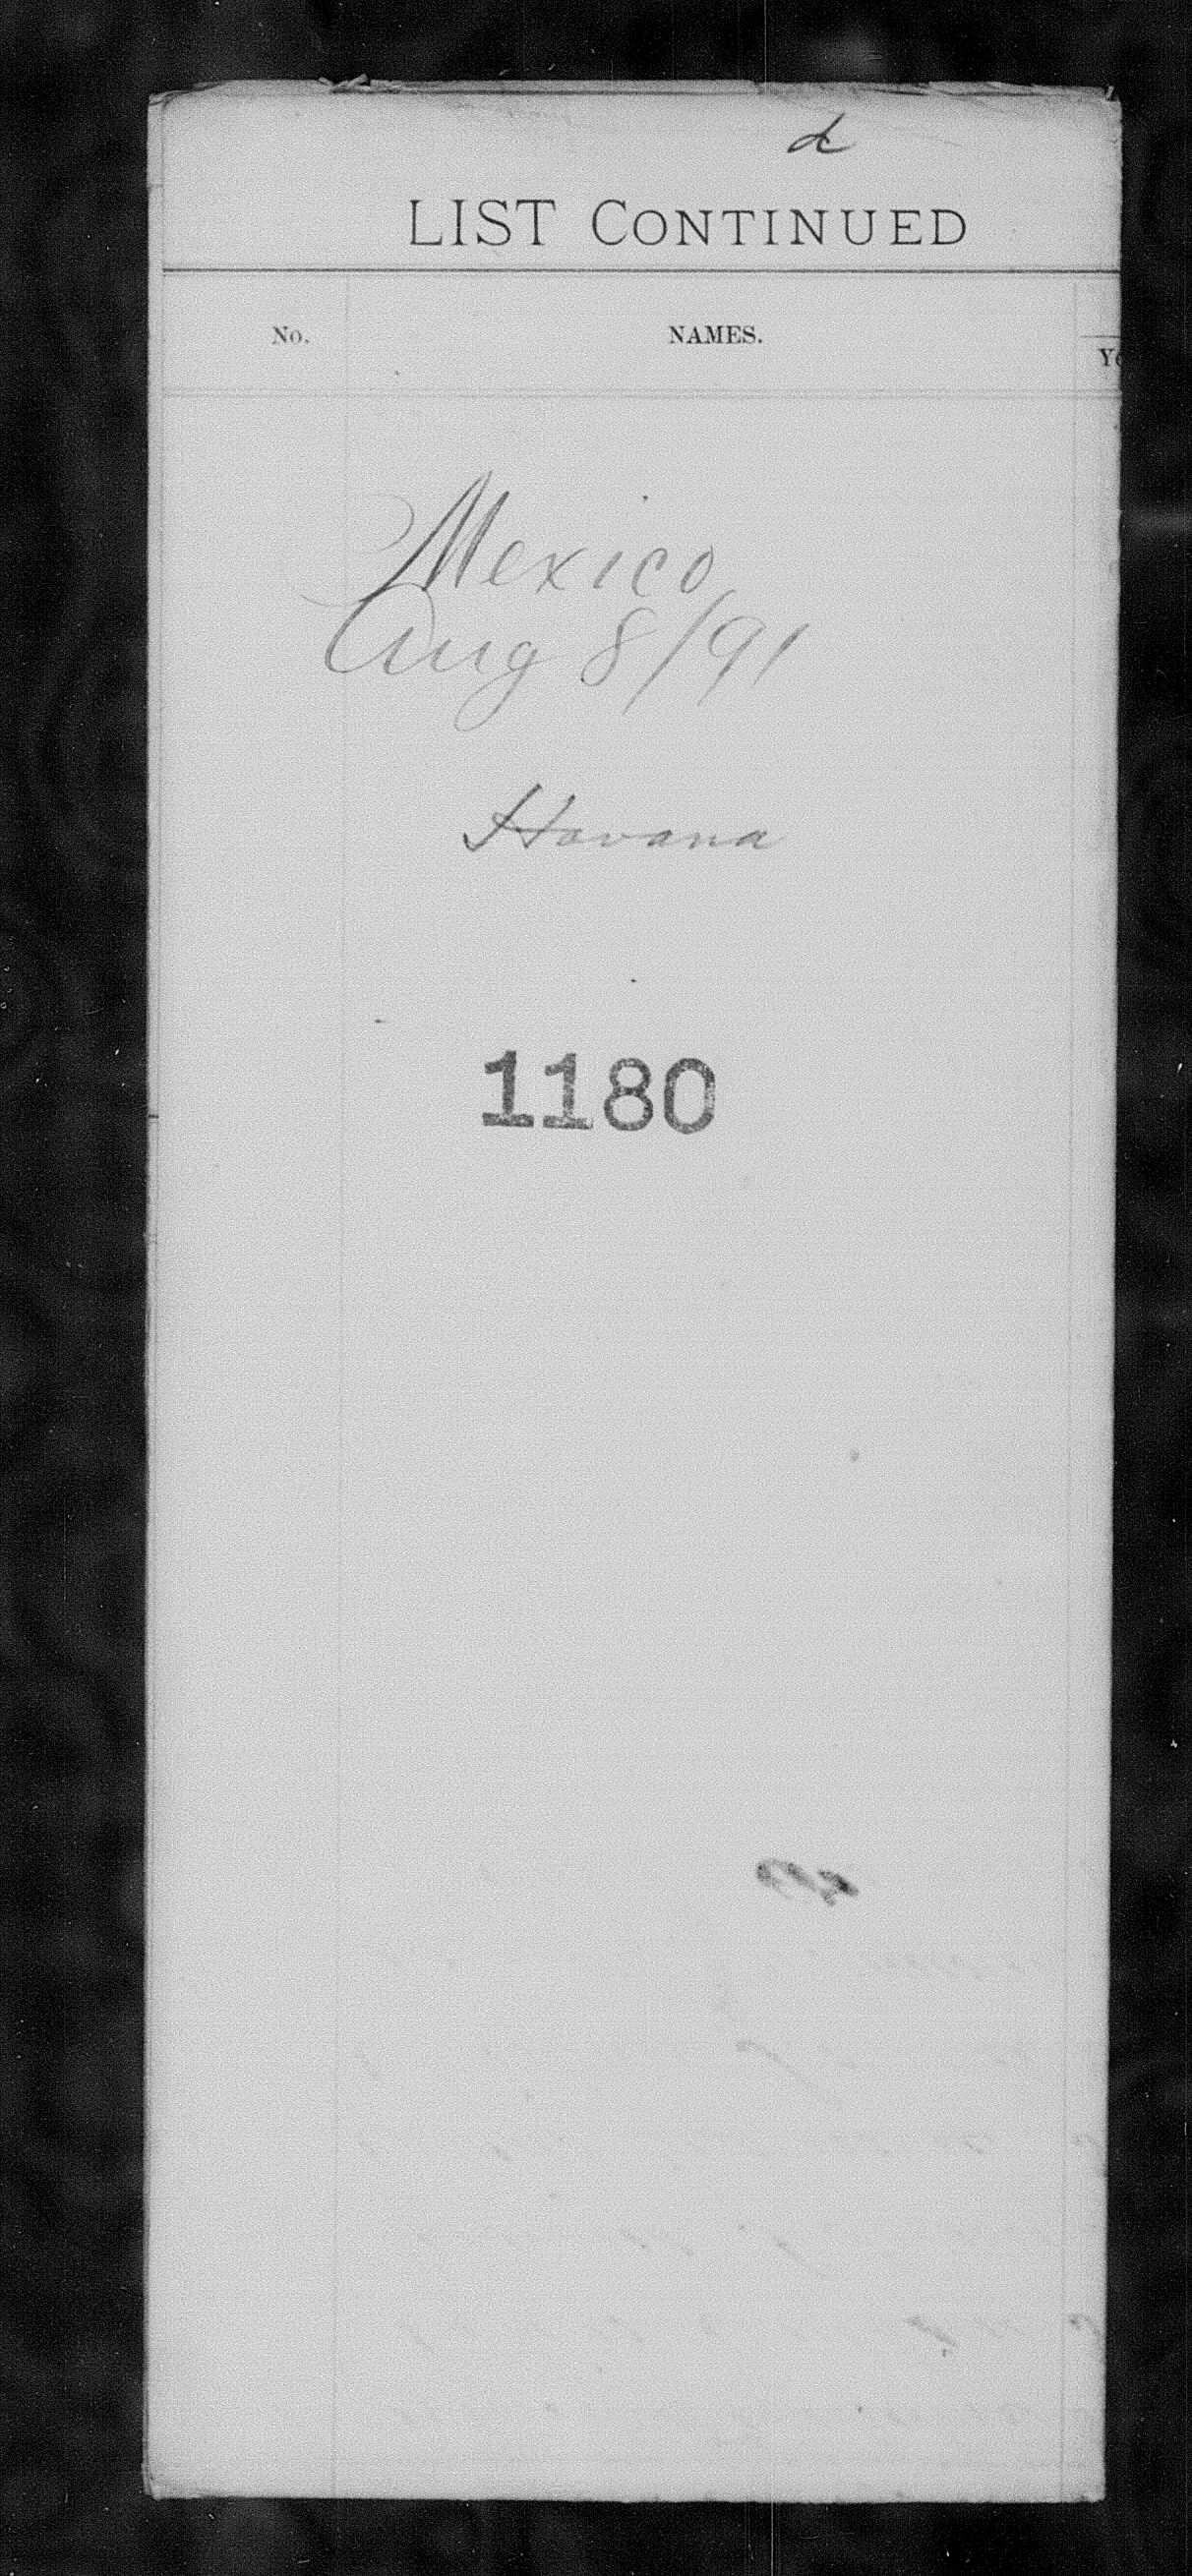 LIST CONTINUED
No. NAMES.
Mexico
Aug 8/91
Havana
1180